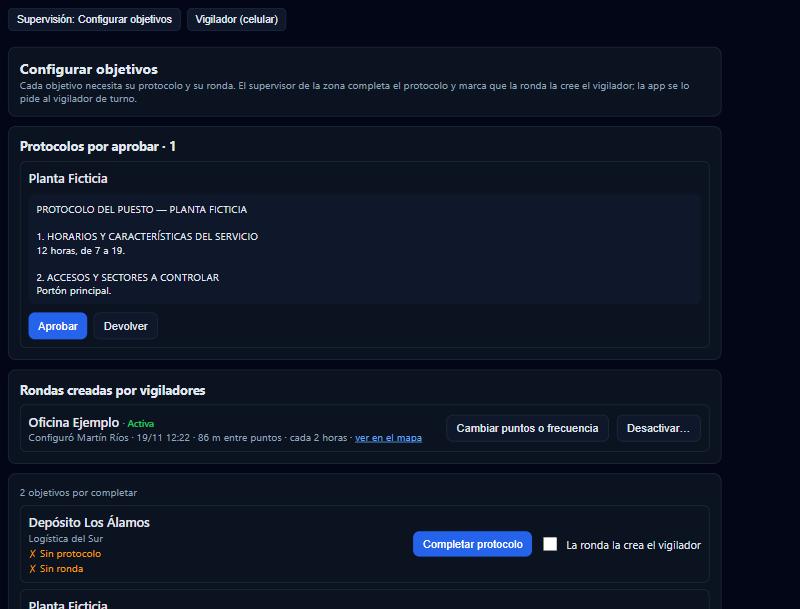 Supervisión: Configurar objetivos
Vigilador (celular)
Configurar objetivos
Cada objetivo necesita su protocolo y su ronda. El supervisor de la zona completa el protocolo y marca que la ronda la cree el vigilador; la app se lo
pide al vigilador de turno.
Protocolos por aprobar · 1
Planta Ficticia
PROTOCOLO DEL PUESTO — PLANTA FICTICIA
1. HORARIOS Y CARACTERÍSTICAS DEL SERVICIO
12 horas, de 7 a 19.
2. ACCESOS Y SECTORES A CONTROLAR
Portón principal.
Aprobar
Devolver
Rondas creadas por vigiladores
Oficina Ejemplo · Activa
Configuró Martín Ríos · 19/11 12:22 · 86 m entre puntos · cada 2 horas · ver en el mapa
Cambiar puntos o frecuencia
Desactivar...
2 objetivos por completar
Depósito Los Álamos
Logística del Sur
✗ Sin protocolo
✗ Sin ronda
Completar protocolo
La ronda la crea el vigilador
Planta Ficticia